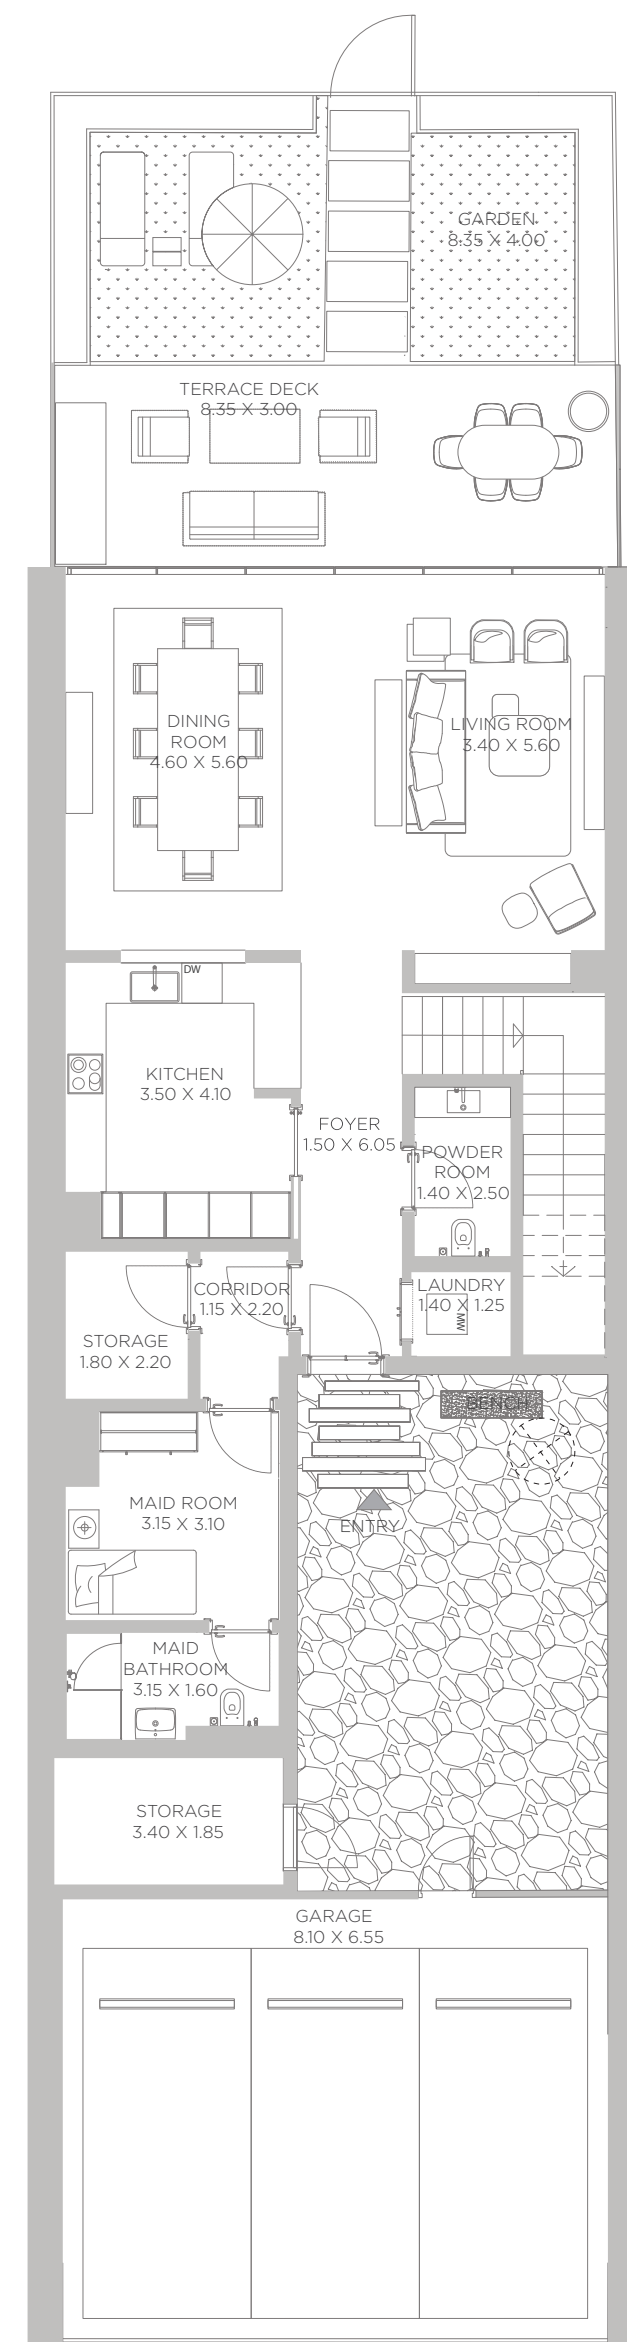 GARDEN
8.35 X 4.00
TERRACE DECK
8.35 X 3.00
DINING
ROOM
4.60 X 5.60
LIVING ROOM
3.40 X 5.60
DW
KITCHEN
3.50 X 4.10
FOYER
1.50 X 6.05
POWDER
ROOM
1.40 X 2.50
CORRIDOR
1.15 X 2.20
LAUNDRY
1.40 X 1.25
MW
STORAGE
1.80 X 2.20
BENCH
MAID ROOM
3.15 X 3.10
ENTRY
MAID
BATHROOM
3.15 X 1.60
STORAGE
3.40 X 1.85
GARAGE
8.10 X 6.55